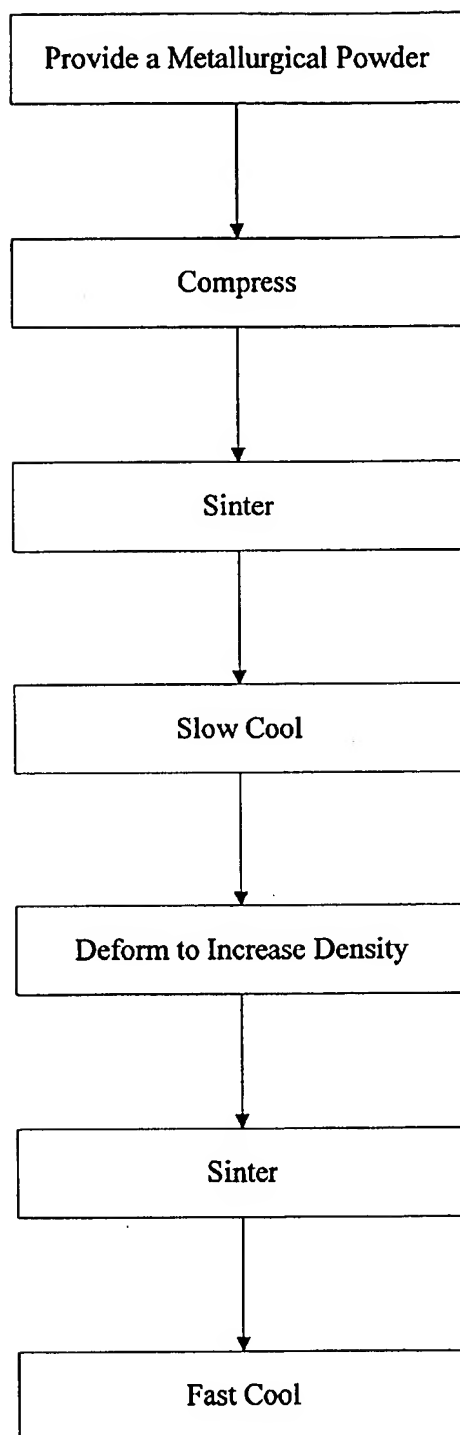 Provide a Metallurgical Powder
Compress
Sinter
Slow Cool
Deform to Increase Density
Sinter
Fast Cool